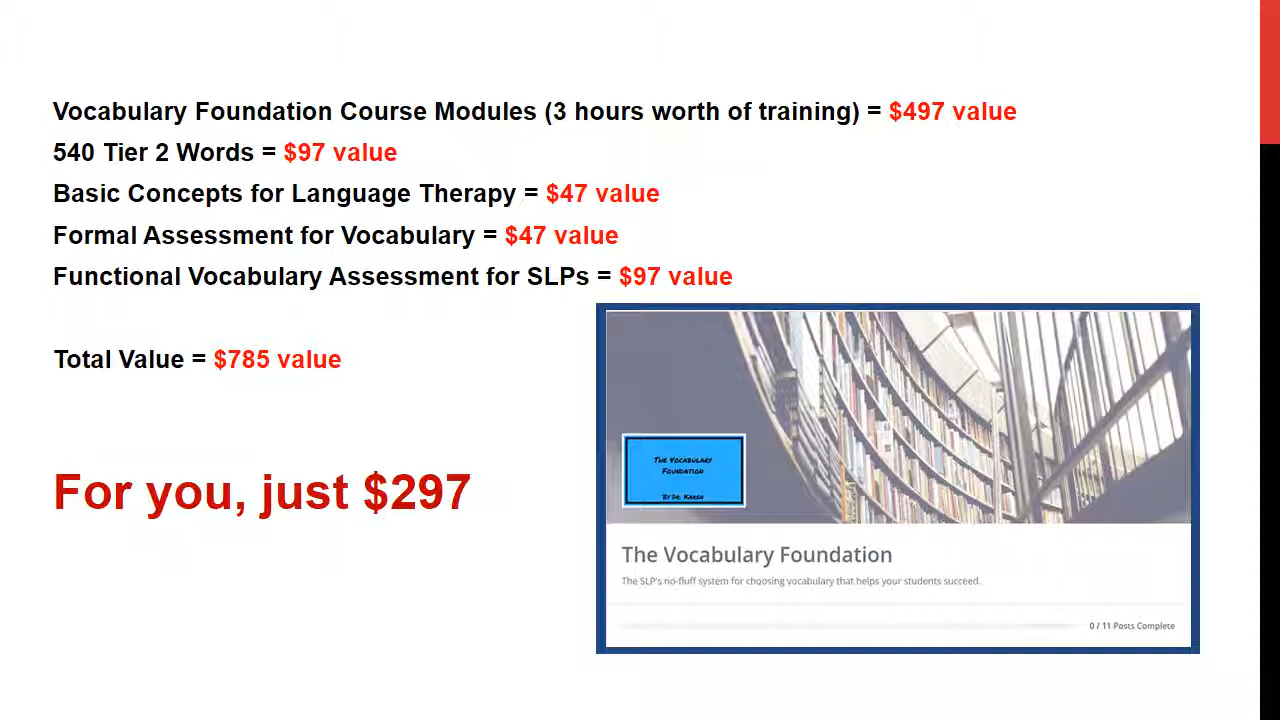 Vocabulary Foundation Course Modules (3 hours worth of training) = $497 value
540 Tier 2 Words = $97 value
Basic Concepts for Language Therapy = $47 value
Formal Assessment for Vocabulary = $47 value
Functional Vocabulary Assessment for SLPs = $97 value
Total Value = $785 value
For you, just $297
The Vocabulary
Foundation
By Dr. Karen
The Vocabulary Foundation
The SLP's no-fluff system for choosing vocabulary that helps your students succeed.
0 / 11 Posts Complete